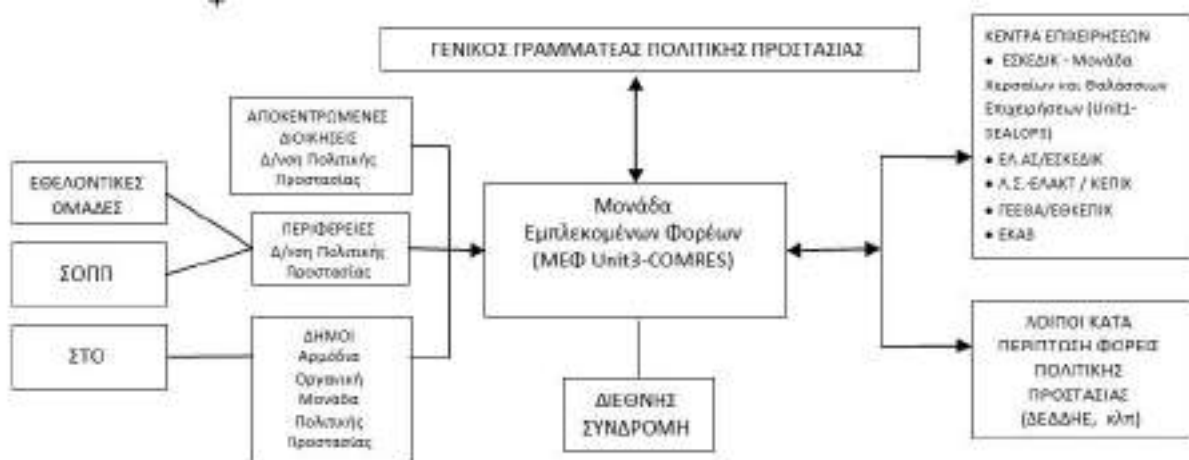 ΓΕΝΙΚΟΣ ΓΡΑΜΜΑΤΕΑΣ ΠΟΛΙΤΙΚΗΣ ΠΡΟΣΤΑΣΙΑΣ
ΕΘΕΛΟΝΤΙΚΕΣ
ΟΜΑΔΕΣ
ΣΟΠΠ
ΣΤΟ
ΑΠΟΚΕΝΤΡΩΜΕΝΕΣ
ΔΙΟΙΚΗΣΕΙΣ
Δ/νση Πολιτικής
Προστασίας
ΠΕΡΙΦΕΡΕΙΕΣ
Δ/νση Πολιτικής
Προστασίας
ΔΗΜΟΙ
Αρμόδια
Οργανική
Μονάδα
Πολιτικής
Προστασίας
Μονάδα
Εμπλεκομένων Φορέων
(ΜΕΦ Unit3-COMRES)
ΔΙΕΘΝΗΣ
ΣΥΝΔΡΟΜΗ
ΚΕΝΤΡΑ ΕΠΙΧΕΙΡΗΣΕΩΝ
• ΕΣΚΕΔΙΚ - Μονάδα
Χερσαίων και Θαλάσσιων
Επιχειρήσεων (Unit1-
SEALOPS)
• ΕΛ.ΑΣ/ΕΣΚΕΔΙΚ
• Λ.Σ.-ΕΛΑΚΤ / ΚΕΠΙΧ
• ΓΕΕΘΑ/ΕΘΚΕΠΙΧ
• ΕΚΑΒ
ΛΟΙΠΟΙ ΚΑΤΑ
ΠΕΡΙΠΤΩΣΗ ΦΟΡΕΙΣ
ΠΟΛΙΤΙΚΗΣ
ΠΡΟΣΤΑΣΙΑΣ
(ΔΕΔΔΗΕ, κλπ)